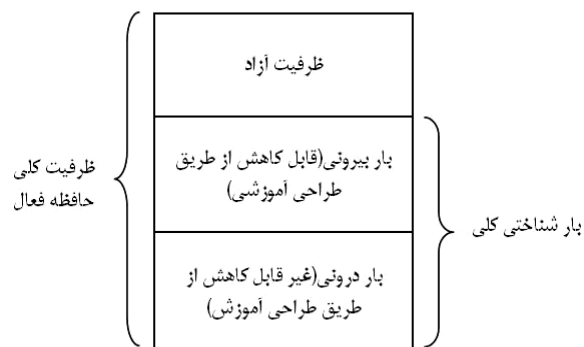 ظرفیت آزاد
بار بیرونی(قابل کاهش از طریق
طراحی آموزشی)
ظرفیت کلی
حافظه فعال
بار شناختی کلی
بار درونی(غیر قابل کاهش از
طریق طراحی آموزش)